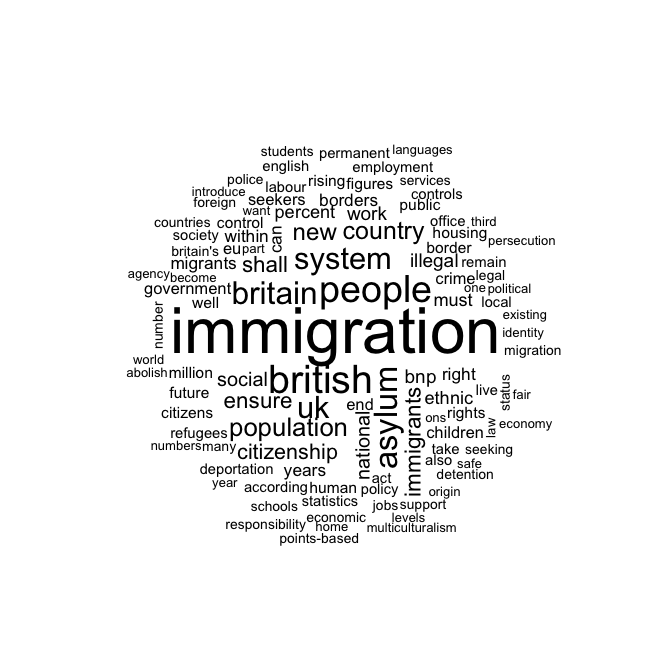 students permanent languages
english employment
police labour rising figures services
introduce seekers borders controls
foreign want percent work public
countries control can new country office third
society within housing persecution
britain's eu part system illegal border
migrants shall remain
agency become crime legal
government britain people one political
well must local
number immigration existing
identity
migration
world
abolish million social british asylum bnp right
future ensure uk end immigrants ethnic live status fair
citizens ons rights economy
refugees population national children law
numbers many citizenship take seeking
also safe
deportation years act detention
year according human policy origin
schools statistics jobs support
responsibility economic levels
home multiculturalism
points-based